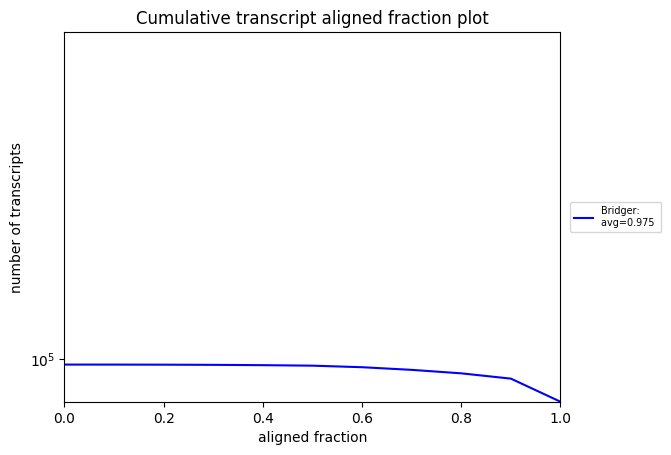 Cumulative transcript aligned fraction plot
number of transcripts
10^5
0.0 0.2 0.4 0.6 0.8 1.0
aligned fraction
Bridger:
avg=0.975